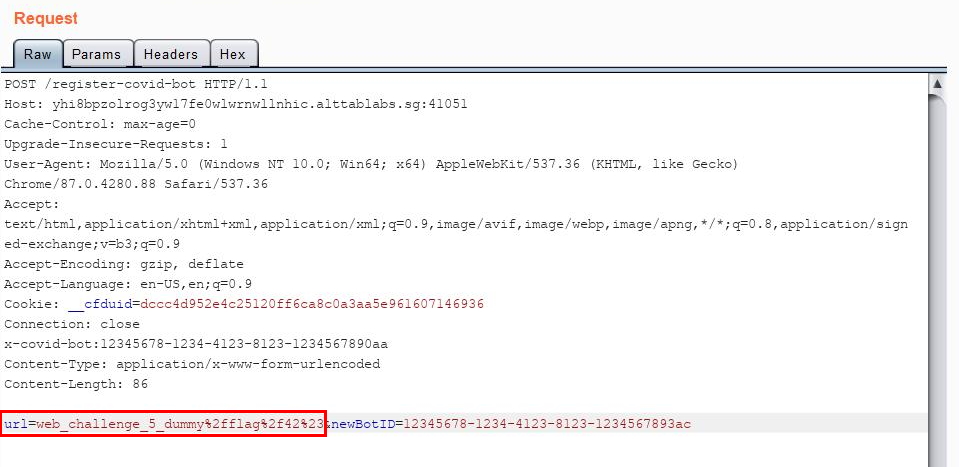 Request
Raw Params Headers Hex
POST /register-covid-bot HTTP/1.1
Host: yhi8bpzolrog3yw17fe0wlwrnwllnhic.alttablabs.sg:41051
Cache-Control: max-age=0
Upgrade-Insecure-Requests: 1
User-Agent: Mozilla/5.0 (Windows NT 10.0; Win64; x64) AppleWebKit/537.36 (KHTML, like Gecko)
Chrome/87.0.4280.88 Safari/537.36
Accept:
text/html,application/xhtml+xml,application/xml;q=0.9,image/avif,image/webp,image/apng,*/*;q=0.8,application/sign
ed-exchange;v=b3;q=0.9
Accept-Encoding: gzip, deflate
Accept-Language: en-US,en;q=0.9
Cookie: __cfduid=dccc4d952e4c25120ff6ca8c0a3aa5e961607146936
Connection: close
x-covid-bot:12345678-1234-4123-8123-1234567890aa
Content-Type: application/x-www-form-urlencoded
Content-Length: 86
url=web_challenge_5_dummy%2fflag%2f42%23&newBotID=12345678-1234-4123-8123-1234567893ac